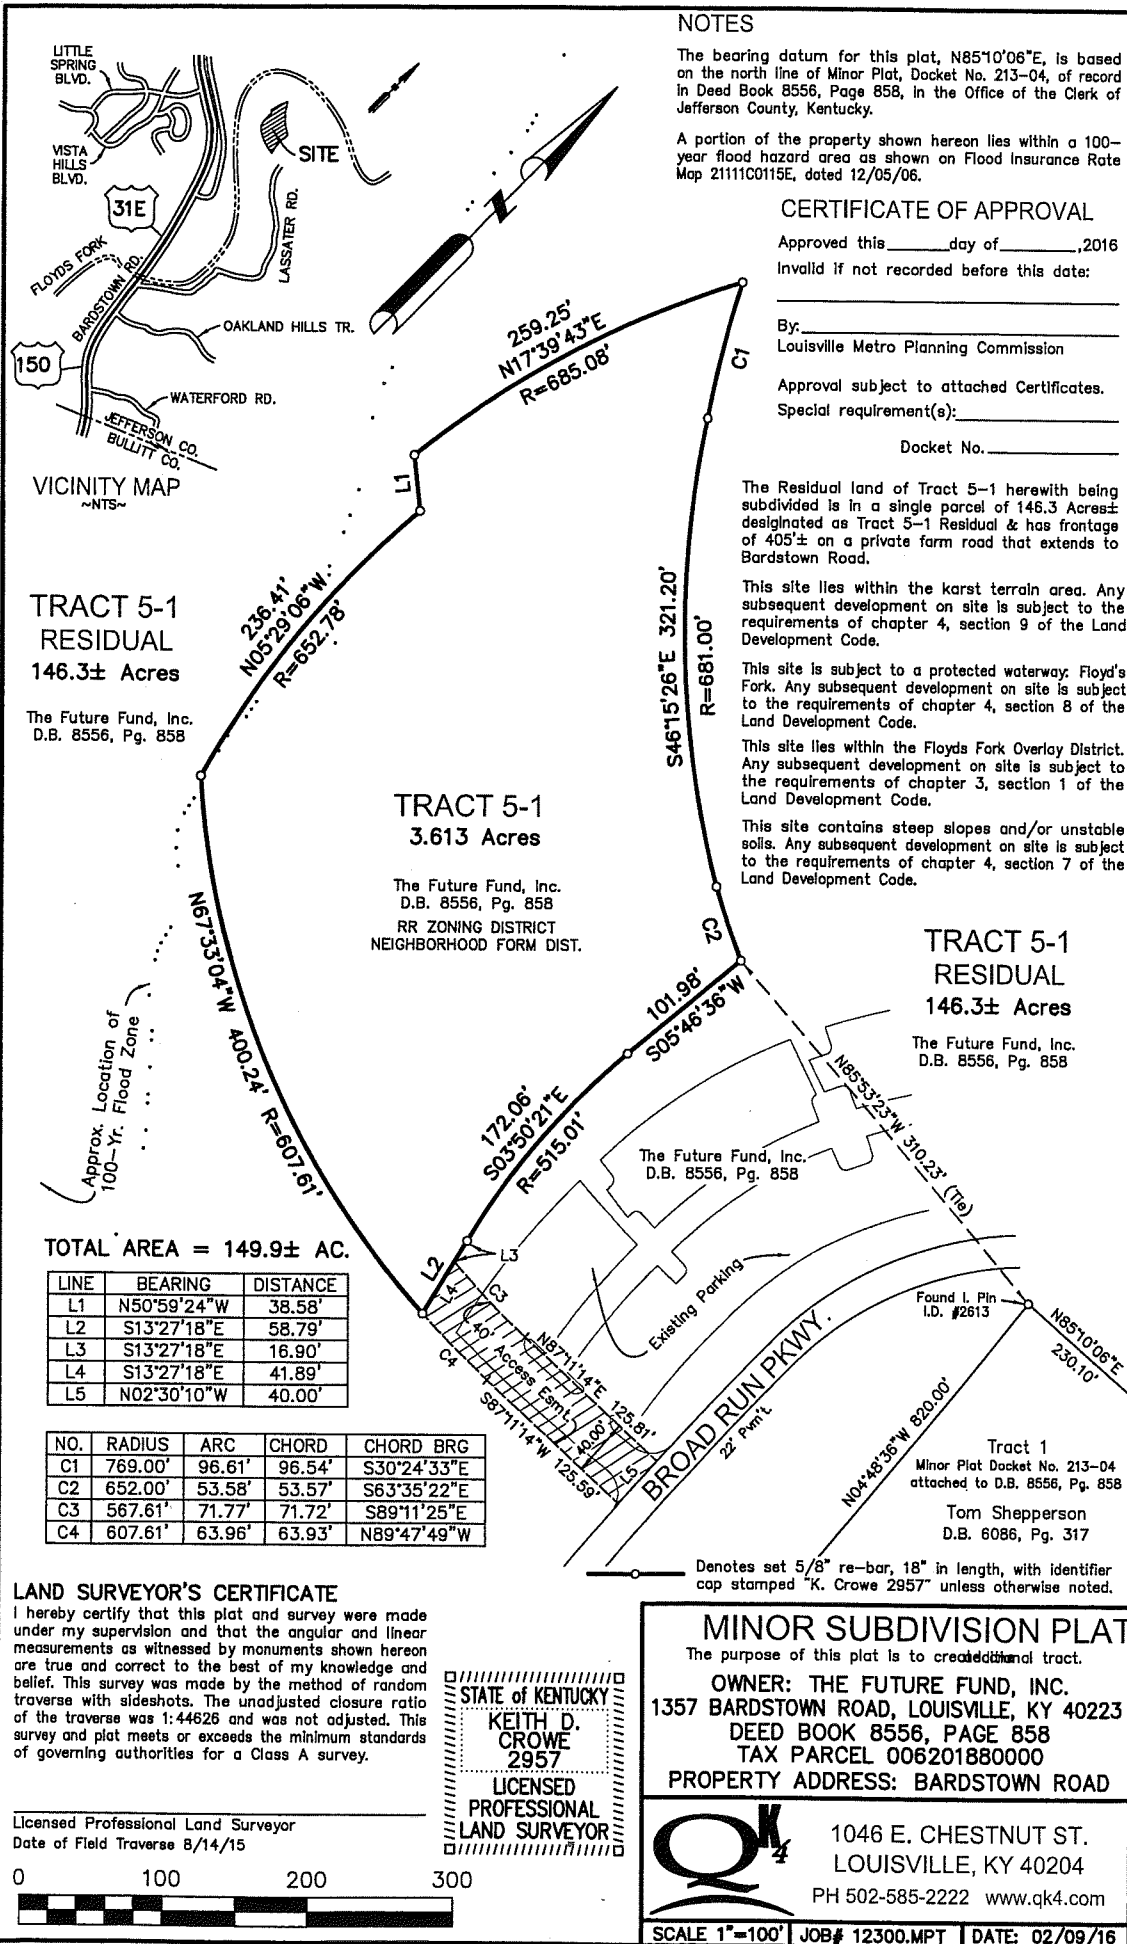 NOTES
The bearing datum for this plat, N85°10'06"E, is based
on the north line of Minor Plat, Docket No. 213-04, of record
in Deed Book 8556, Page 858, in the Office of the Clerk of
Jefferson County, Kentucky.
A portion of the property shown hereon lies within a 100-
year flood hazard area as shown on Flood Insurance Rate
Map 21111C0115E, dated 12/05/06.
LITTLE
SPRING
BLVD.
VISTA
HILLS
BLVD.
SITE
31E
FLOYDS FORK
BARDSTOWN RD.
LASSATER RD.
OAKLAND HILLS TR.
150
WATERFORD RD.
JEFFERSON CO.
BULLITT CO.
VICINITY MAP
~NTS~
N
CERTIFICATE OF APPROVAL
Approved this______day of________,2016
Invalid if not recorded before this date:
By:
Louisville Metro Planning Commission
Approval subject to attached Certificates.
Special requirement(s):
Docket No.
The Residual land of Tract 5-1 herewith being
subdivided is in a single parcel of 146.3 Acres±
desiginated as Tract 5-1 Residual & has frontage
of 405'± on a private farm road that extends to
Bardstown Road.
This site lies within the karst terrain area. Any
subsequent development on site is subject to the
requirements of chapter 4, section 9 of the Land
Development Code.
This site is subject to a protected waterway: Floyd's
Fork. Any subsequent development on site is subject
to the requirements of chapter 4, section 8 of the
Land Development Code.
This site lies within the Floyds Fork Overlay District.
Any subsequent development on site is subject to
the requirements of chapter 3, section 1 of the
Land Development Code.
This site contains steep slopes and/or unstable
soils. Any subsequent development on site is subject
to the requirements of chapter 4, section 7 of the
Land Development Code.
259.25'
N17°39'43"E
R=685.08'
C1
L1
236.41'
N05°29'06"W
R=652.78'
S46°15'26"E 321.20'
R=681.00'
TRACT 5-1
RESIDUAL
146.3± Acres
The Future Fund, Inc.
D.B. 8556, Pg. 858
TRACT 5-1
3.613 Acres
The Future Fund, Inc.
D.B. 8556, Pg. 858
RR ZONING DISTRICT
NEIGHBORHOOD FORM DIST.
N67°33'04"W 400.24' R=607.61'
Approx. Location of
100-Yr. Flood Zone
C2
101.98'
S05°46'36"W
172.06'
S03°50'21"E
R=515.01'
TRACT 5-1
RESIDUAL
146.3± Acres
The Future Fund, Inc.
D.B. 8556, Pg. 858
N85°53'23"W 310.23' (Tie)
The Future Fund, Inc.
D.B. 8556, Pg. 858
L2
L3
L4
C3
C4
40' Access Esmt.
N87°11'14"E 125.81'
S87°11'14"W 125.59'
40.00'
L5
Existing Parking
BROAD RUN PKWY.
22' Pvm't.
Found I. Pin
I.D. #2613
N85°10'06"E
230.10'
N04°48'36"W 820.00'
Tract 1
Minor Plat Docket No. 213-04
attached to D.B. 8556, Pg. 858
Tom Shepperson
D.B. 6086, Pg. 317
Denotes set 5/8" re-bar, 18" in length, with identifier
cap stamped "K. Crowe 2957" unless otherwise noted.
TOTAL AREA = 149.9± AC.
LINE BEARING DISTANCE
L1 N50°59'24"W 38.58'
L2 S13°27'18"E 58.79'
L3 S13°27'18"E 16.90'
L4 S13°27'18"E 41.89'
L5 N02°30'10"W 40.00'
NO. RADIUS ARC CHORD CHORD BRG
C1 769.00' 96.61' 96.54' S30°24'33"E
C2 652.00' 53.58' 53.57' S63°35'22"E
C3 567.61' 71.77' 71.72' S89°11'25"E
C4 607.61' 63.96' 63.93' N89°47'49"W
LAND SURVEYOR'S CERTIFICATE
I hereby certify that this plat and survey were made
under my supervision and that the angular and linear
measurements as witnessed by monuments shown hereon
are true and correct to the best of my knowledge and
belief. This survey was made by the method of random
traverse with sideshots. The unadjusted closure ratio
of the traverse was 1:44626 and was not adjusted. This
survey and plat meets or exceeds the minimum standards
of governing authorities for a Class A survey.
Licensed Professional Land Surveyor
Date of Field Traverse 8/14/15
0 100 200 300
STATE of KENTUCKY
KEITH D.
CROWE
2957
LICENSED
PROFESSIONAL
LAND SURVEYOR
MINOR SUBDIVISION PLAT
The purpose of this plat is to tract.
OWNER: THE FUTURE FUND, INC.
1357 BARDSTOWN ROAD, LOUISVILLE, KY 40223
DEED BOOK 8556, PAGE 858
TAX PARCEL 006201880000
PROPERTY ADDRESS: BARDSTOWN ROAD
QK4
1046 E. CHESTNUT ST.
LOUISVILLE, KY 40204
PH 502-585-2222 www.qk4.com
SCALE 1"=100' JOB# 12300.MPT DATE: 02/09/16